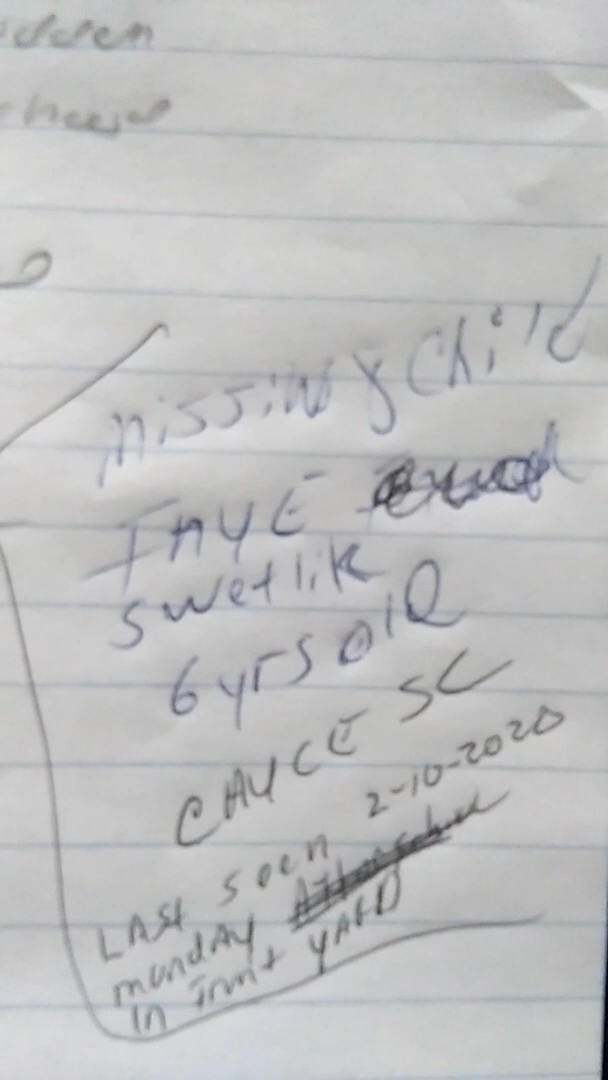 missing Child
FAYE
swetlik
6 yrs old
CAYCE SC
LAST seen 2-10-2020
monday
in front YARD